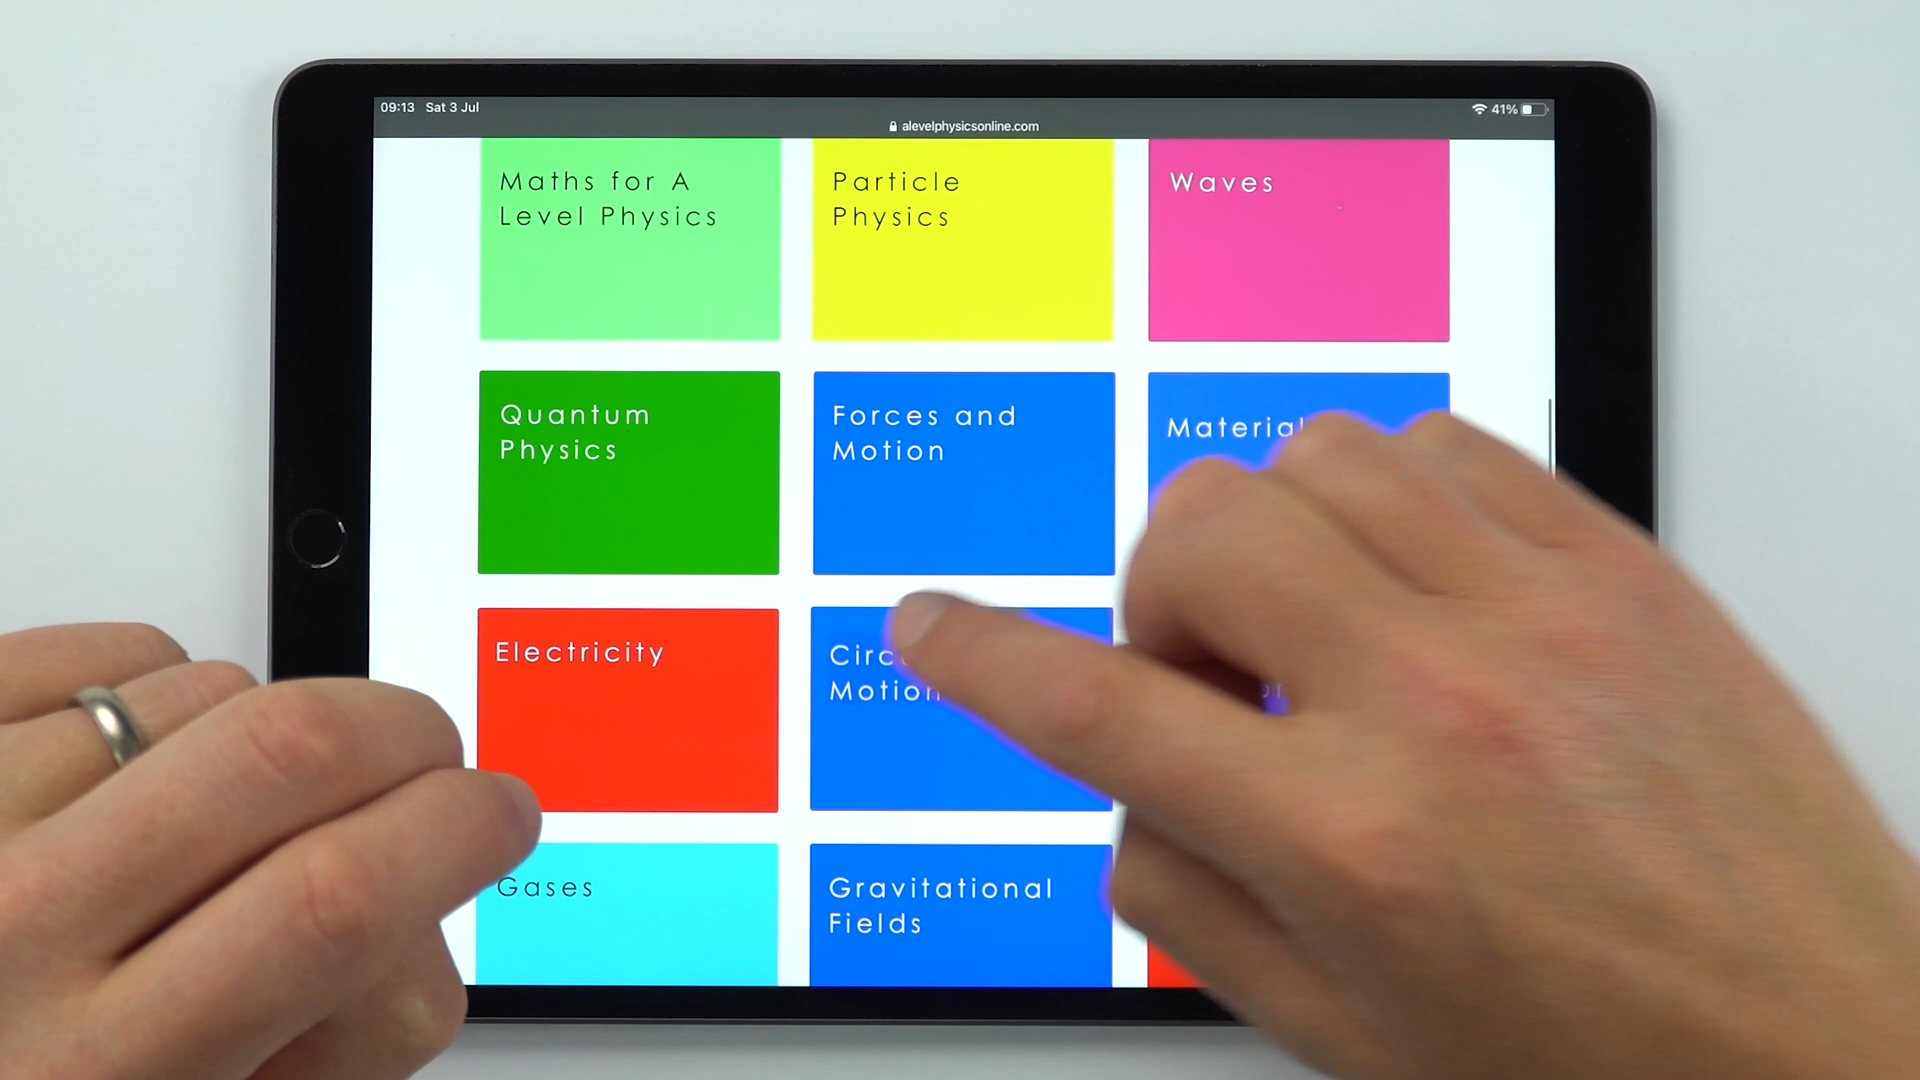 09:13 Sat 3 Jul
41%
alevelphysicsonline.com
Maths for A
Level Physics
Particle
Physics
Waves
Quantum
Physics
Forces and
Motion
Electricity
Motion
Gases
Gravitational
Fields